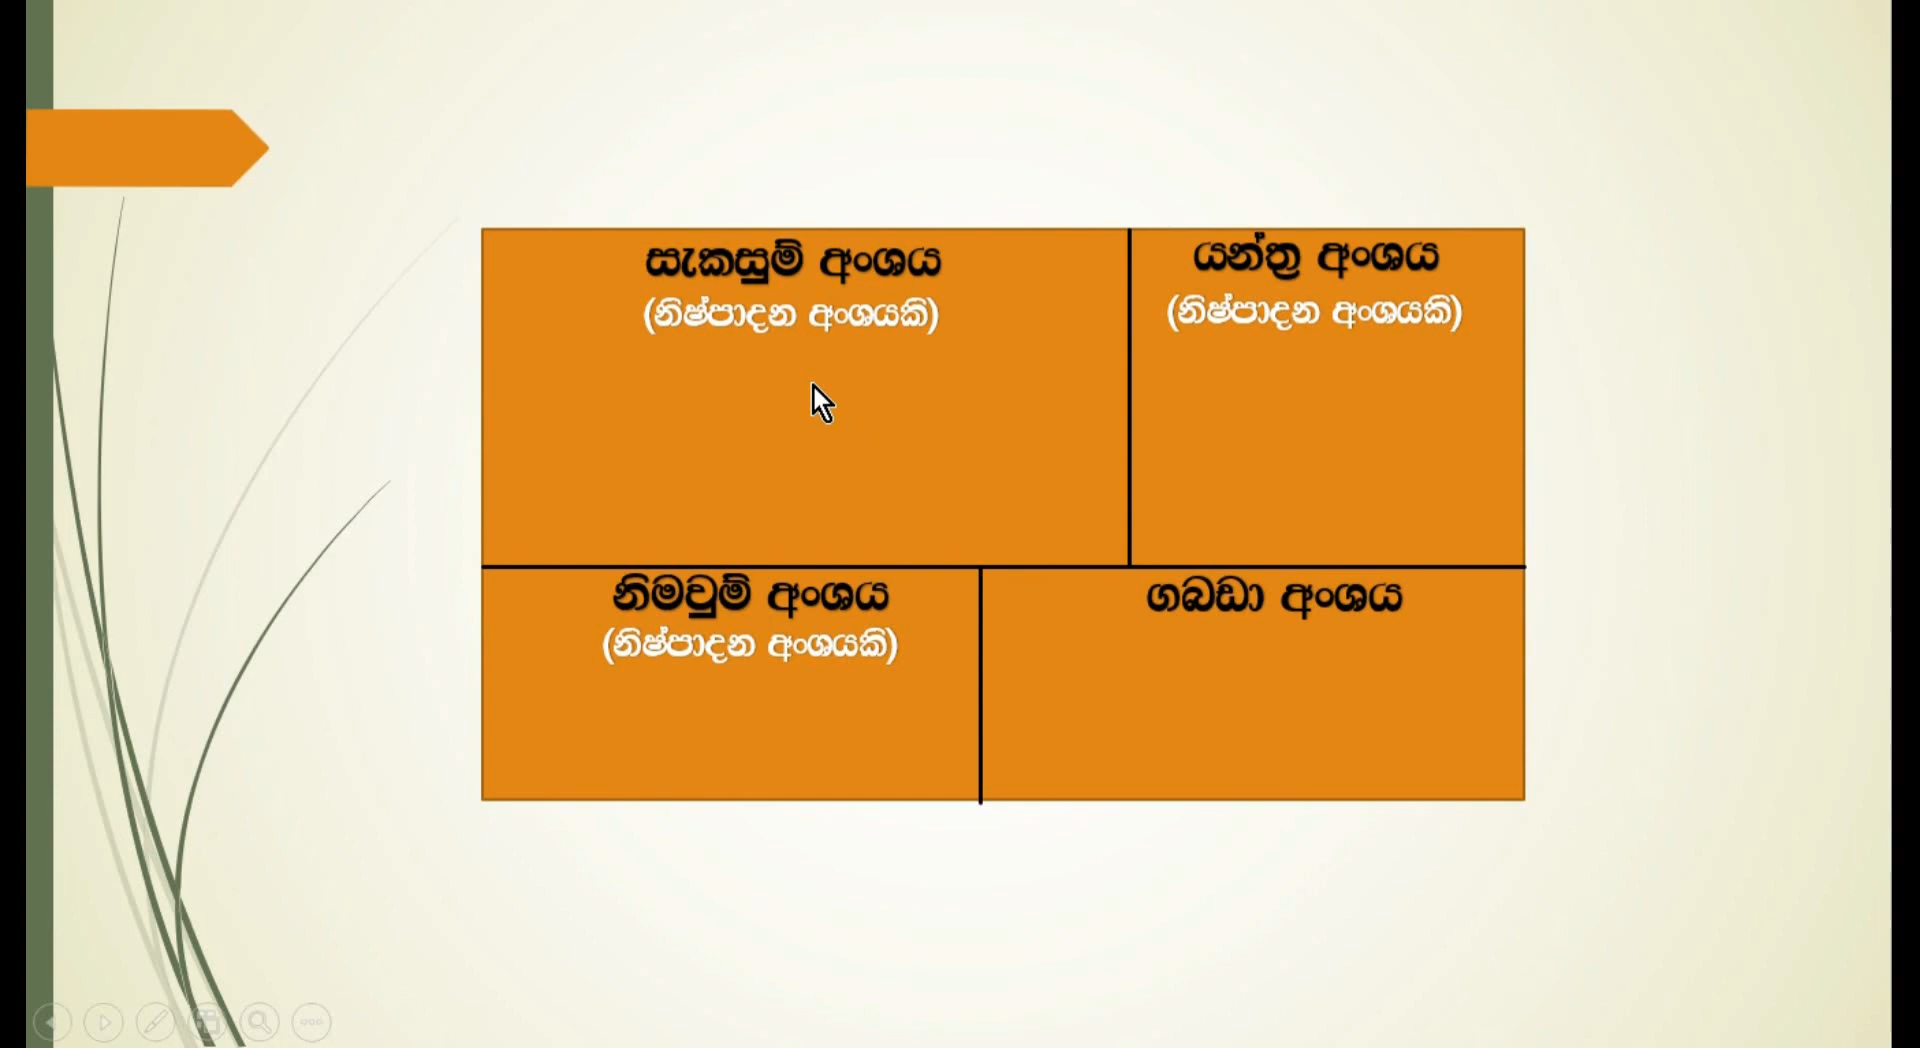 සැකසුම් අංශය
(නිෂ්පාදන අංශයකි)
යන්ත්‍ර අංශය
(නිෂ්පාදන අංශයකි)
නිමවුම් අංශය
(නිෂ්පාදන අංශයකි)
ගබඩා අංශය